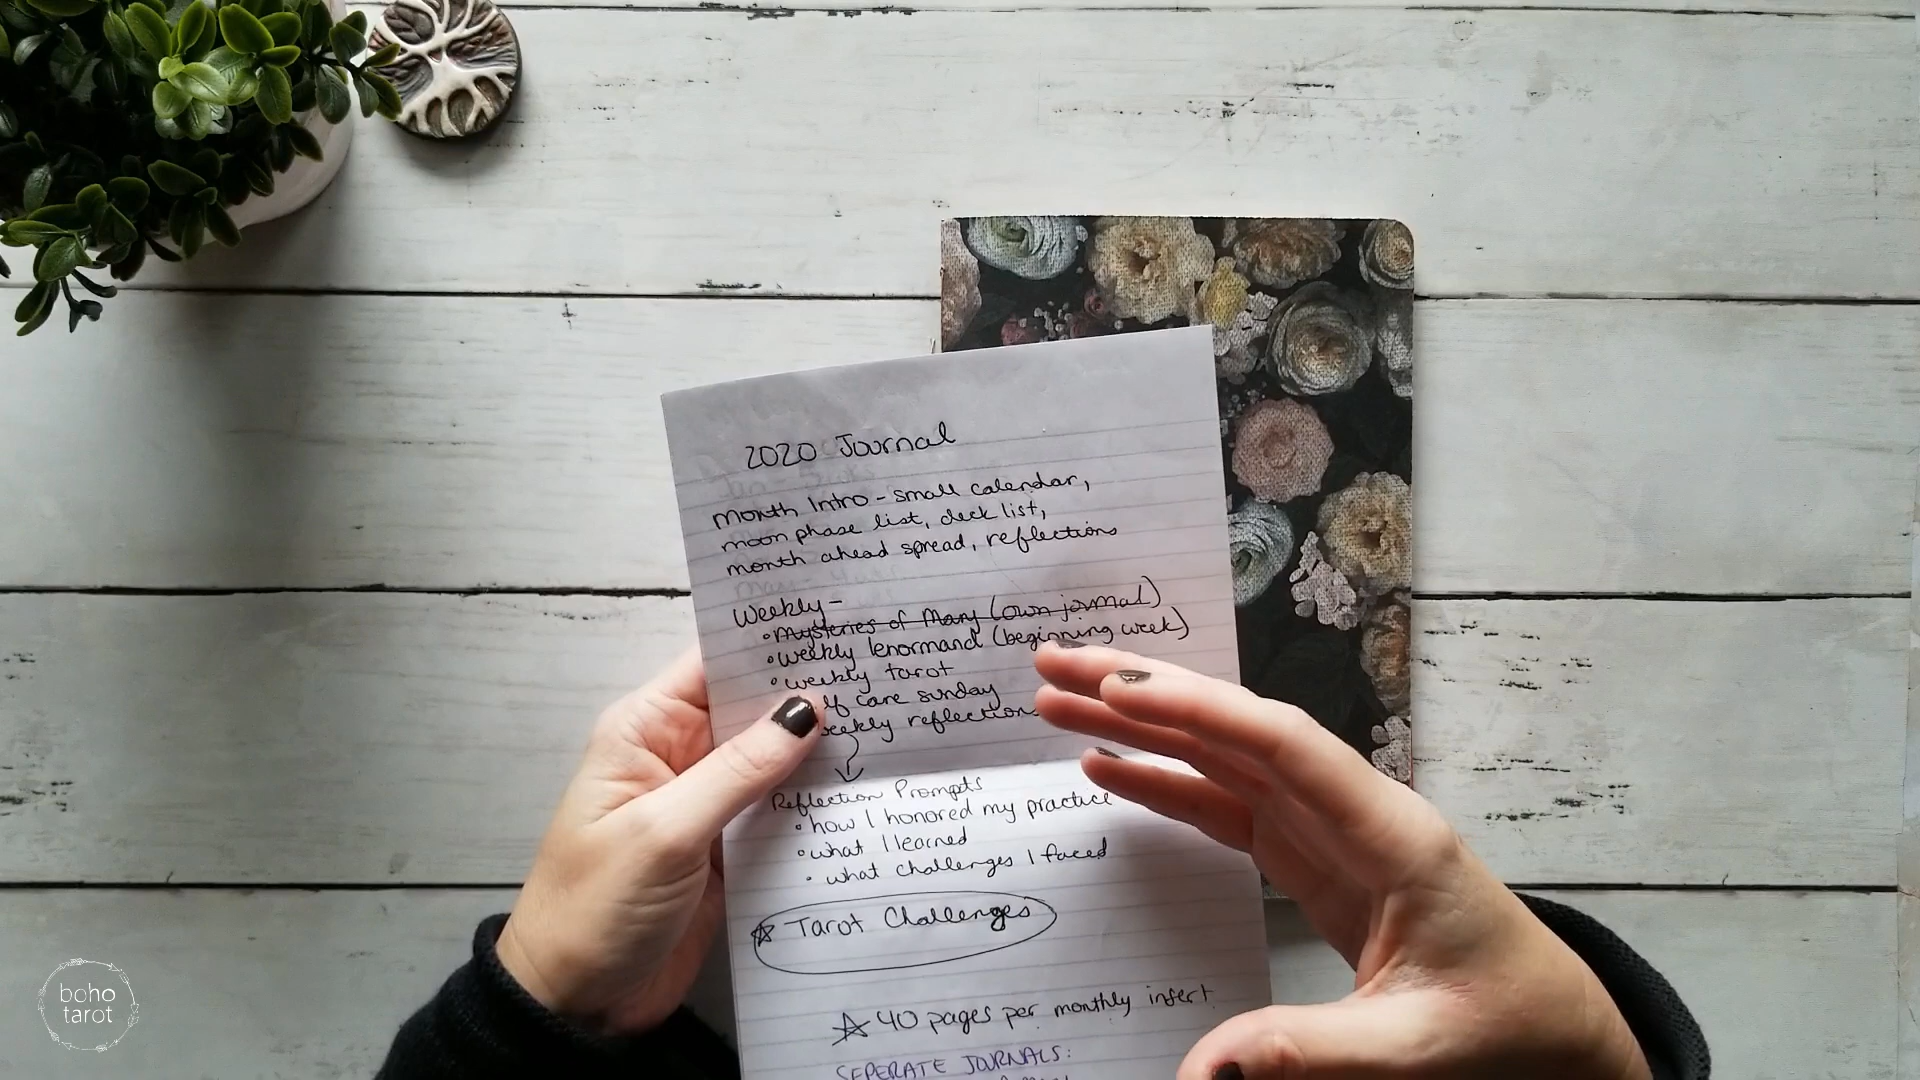 2020 Journal
Month Intro - small calendar,
moon phase list, deck list,
month ahead spread, reflections
Weekly -
• Mysteries of Mary (own journal)
• weekly lenormand (beginning week)
• weekly tarot
lf care sunday
eekly reflections
Reflection Prompts
• how I honored my practice
• what I learned
• what challenges I faced
☆ Tarot Challenges
☆ 40 pages per monthly insert
SEPERATE JOURNALS:
boho
tarot